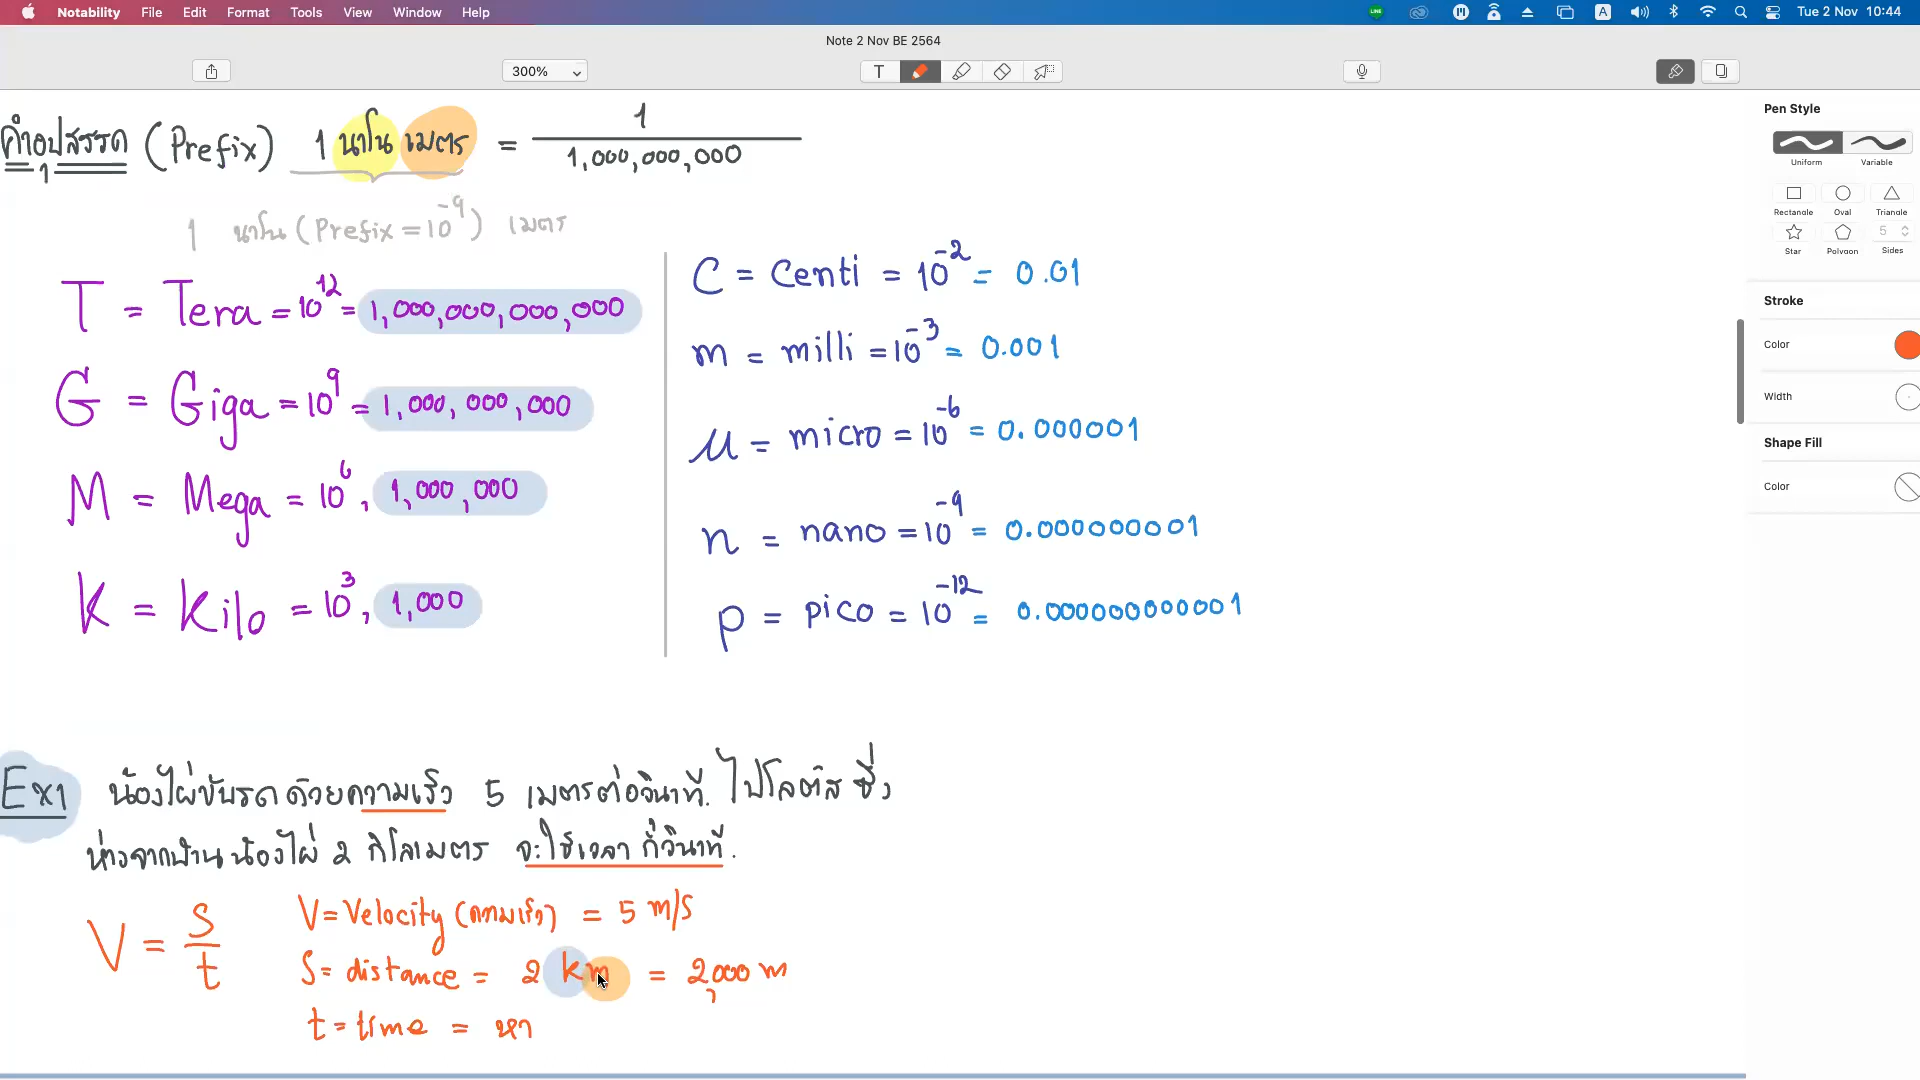 Notability File Edit Format Tools View Window Help
Tue 2 Nov 10:44
Note 2 Nov BE 2564
300%
T
Pen Style
Uniform Variable
Rectangle Oval Triangle
5
Star Polygon Sides
Stroke
Color
Width
Shape Fill
Color
คำอุปสรรค (Prefix) 1 นาโนเมตร = 1 / 1,000,000,000
1 นาโน (Prefix = 10⁻⁹) เมตร
T = Tera = 10¹² = 1,000,000,000,000
G = Giga = 10⁹ = 1,000,000,000
M = Mega = 10⁶, 1,000,000
K = Kilo = 10³, 1,000
C = Centi = 10⁻² = 0.01
m = milli = 10⁻³ = 0.001
μ = micro = 10⁻⁶ = 0.000001
n = nano = 10⁻⁹ = 0.000000001
p = pico = 10⁻¹² = 0.000000000001
Ex1 น้องไผ่ขับรถด้วยความเร็ว 5 เมตรต่อวินาที. ไปโลตัส ซึ่ง
ห่างจากบ้านน้องไผ่ 2 กิโลเมตร จะใช้เวลา กี่วินาที.
V = S / t
V = Velocity (ความเร็ว) = 5 m/s
S = distance = 2 km = 2,000 m
t = time = หา